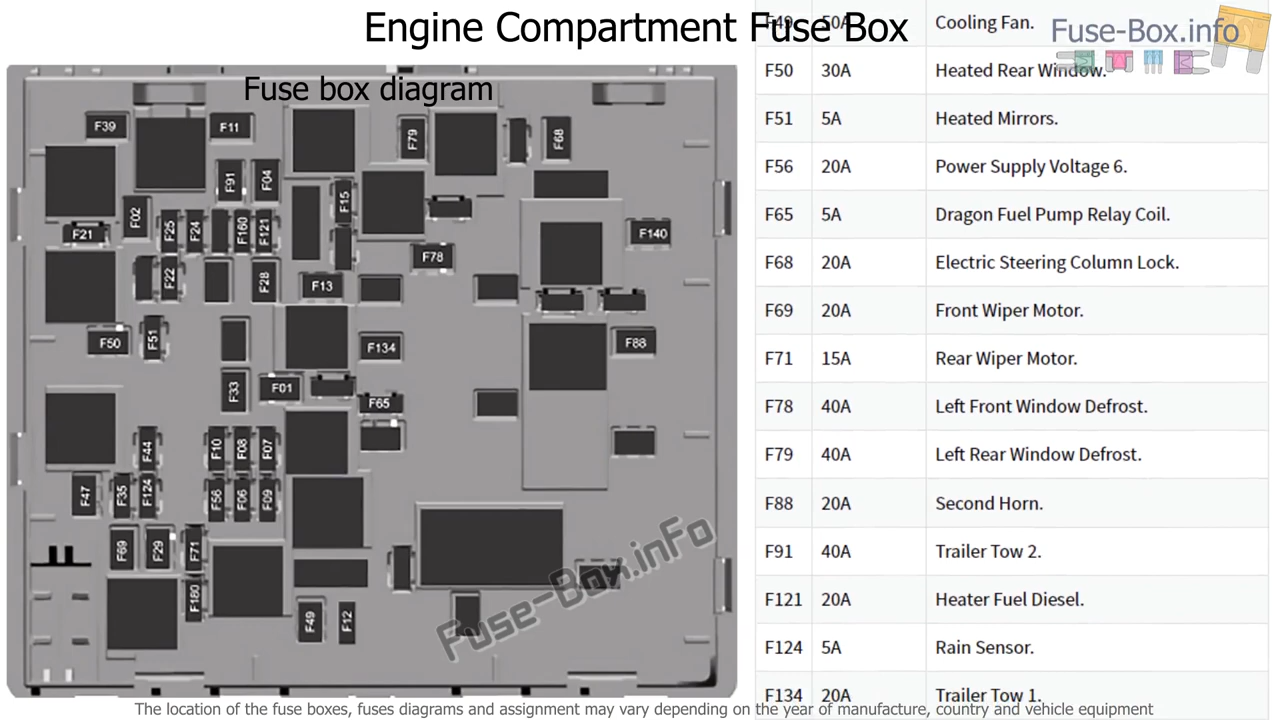 Engine Compartment Fuse Box
Fuse-Box.info
Fuse box diagram
F39
F11
F79
F68
F91
F04
F15
F02
F25
F24
F160
F121
F21
F140
F78
F22
F28
F13
F50
F51
F134
F88
F33
F01
F65
F44
F10
F08
F07
F47
F35
F124
F56
F06
F09
F69
F29
F71
F180
F49
F12
Fuse-Box.inFo
F49 50A Cooling Fan.
F50 30A Heated Rear Window.
F51 5A Heated Mirrors.
F56 20A Power Supply Voltage 6.
F65 5A Dragon Fuel Pump Relay Coil.
F68 20A Electric Steering Column Lock.
F69 20A Front Wiper Motor.
F71 15A Rear Wiper Motor.
F78 40A Left Front Window Defrost.
F79 40A Left Rear Window Defrost.
F88 20A Second Horn.
F91 40A Trailer Tow 2.
F121 20A Heater Fuel Diesel.
F124 5A Rain Sensor.
F134 20A Trailer Tow 1.
The location of the fuse boxes, fuses diagrams and assignment may vary depending on the year of manufacture, country and vehicle equipment